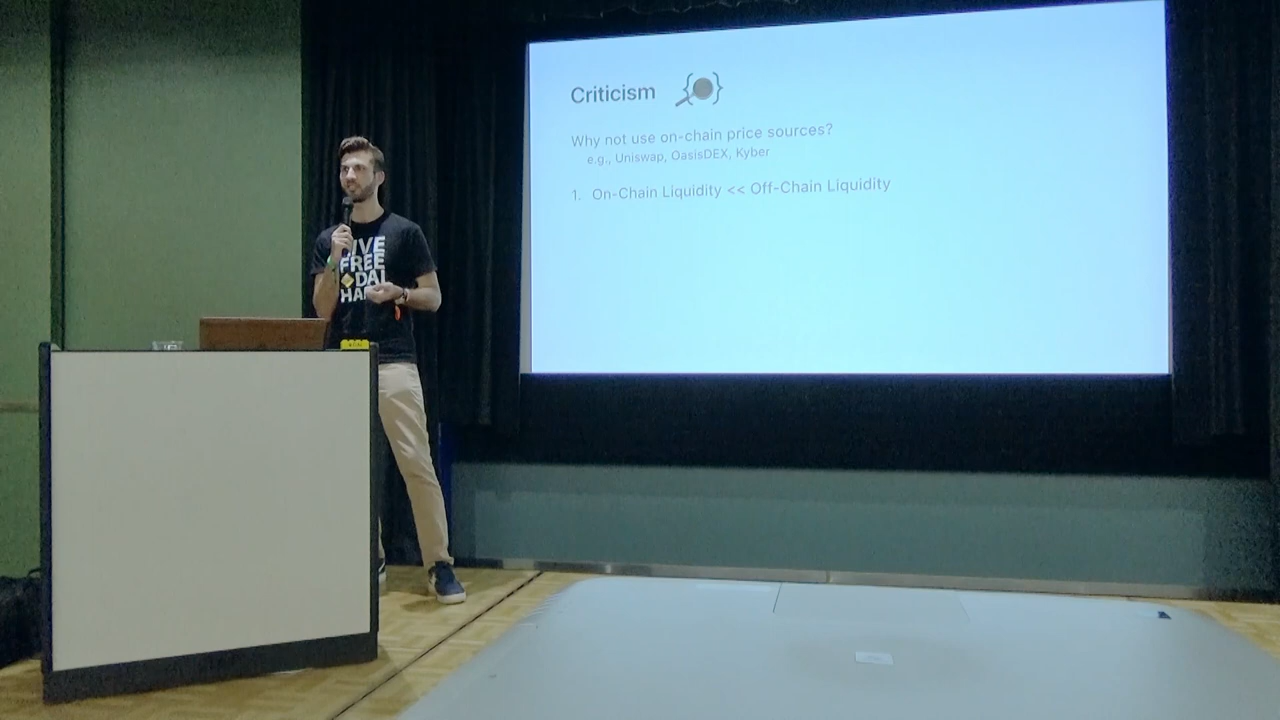 Criticism
Why not use on-chain price sources?
e.g., Uniswap, OasisDEX, Kyber
1. On-Chain Liquidity << Off-Chain Liquidity
FREE
DAI